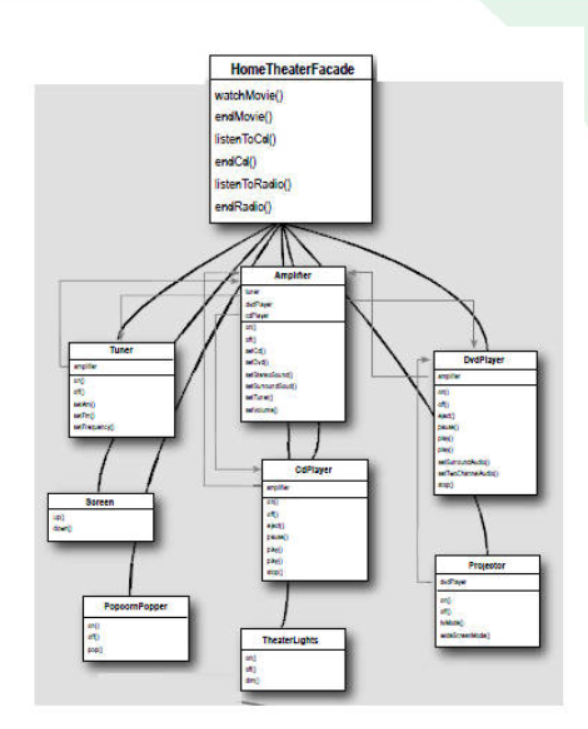 HomeTheaterFacade
watchMovie()
endMovie()
listenToCd()
endCd()
listenToRadio()
endRadio()
Amplifier
tuner
dvdPlayer
cdPlayer
on()
off()
setCd()
setDvd()
setStereoSound()
setSurroundSoud()
setTuner()
setVolume()
Tuner
amplifier
on()
off()
setAm()
setFm()
setFrequency()
DvdPlayer
amplifier
on()
off()
eject()
pause()
play()
play()
setSurroundAudio()
setTwoChannelAudio()
stop()
Screen
up()
down()
CdPlayer
amplifier
on()
off()
eject()
pause()
play()
play()
stop()
Projector
dvdPlayer
on()
off()
tvMode()
wideScreenMode()
PopcornPopper
on()
off()
pop()
TheaterLights
on()
off()
dim()